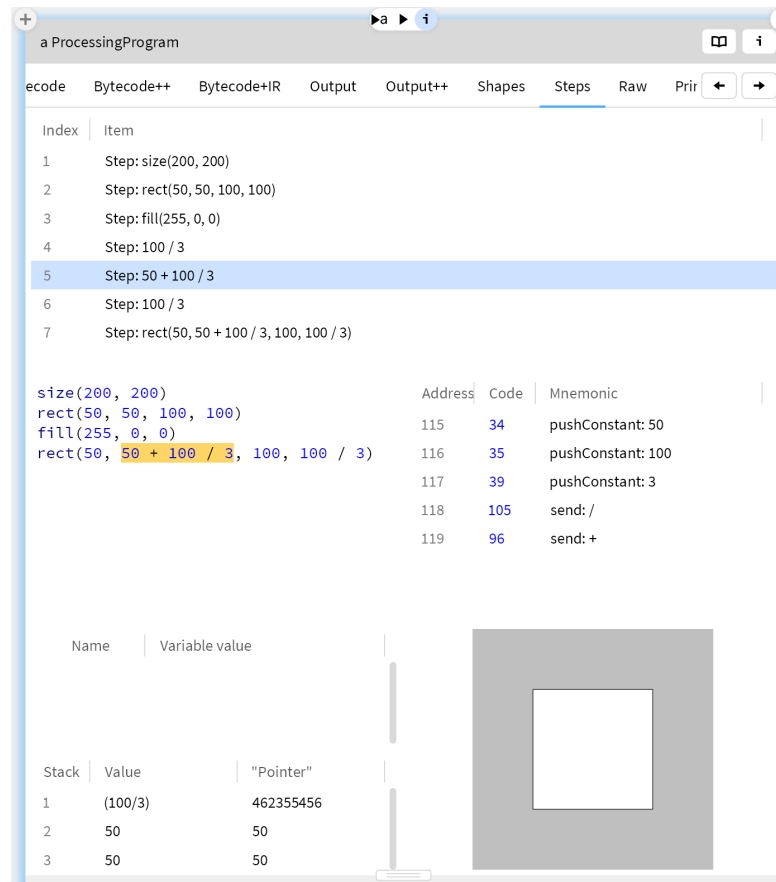 a
i
a ProcessingProgram
i
ecode Bytecode++ Bytecode+IR Output Output++ Shapes Steps Raw Prin
Index Item
1 Step: size(200, 200)
2 Step: rect(50, 50, 100, 100)
3 Step: fill(255, 0, 0)
4 Step: 100 / 3
5 Step: 50 + 100 / 3
6 Step: 100 / 3
7 Step: rect(50, 50 + 100 / 3, 100, 100 / 3)
size(200, 200)
rect(50, 50, 100, 100)
fill(255, 0, 0)
rect(50, 50 + 100 / 3, 100, 100 / 3)
Address Code Mnemonic
115 34 pushConstant: 50
116 35 pushConstant: 100
117 39 pushConstant: 3
118 105 send: /
119 96 send: +
Name Variable value
Stack Value "Pointer"
1 (100/3) 462355456
2 50 50
3 50 50